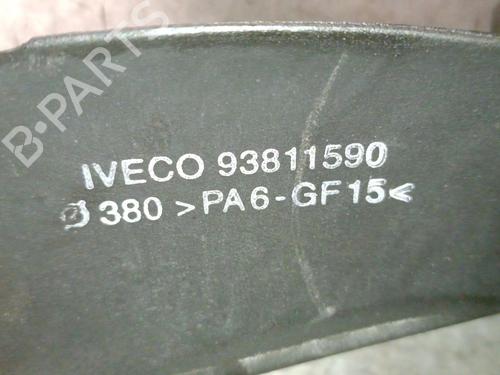 B-PARTS
IVECO 93811590
Ø 380 >PA6-GF15<